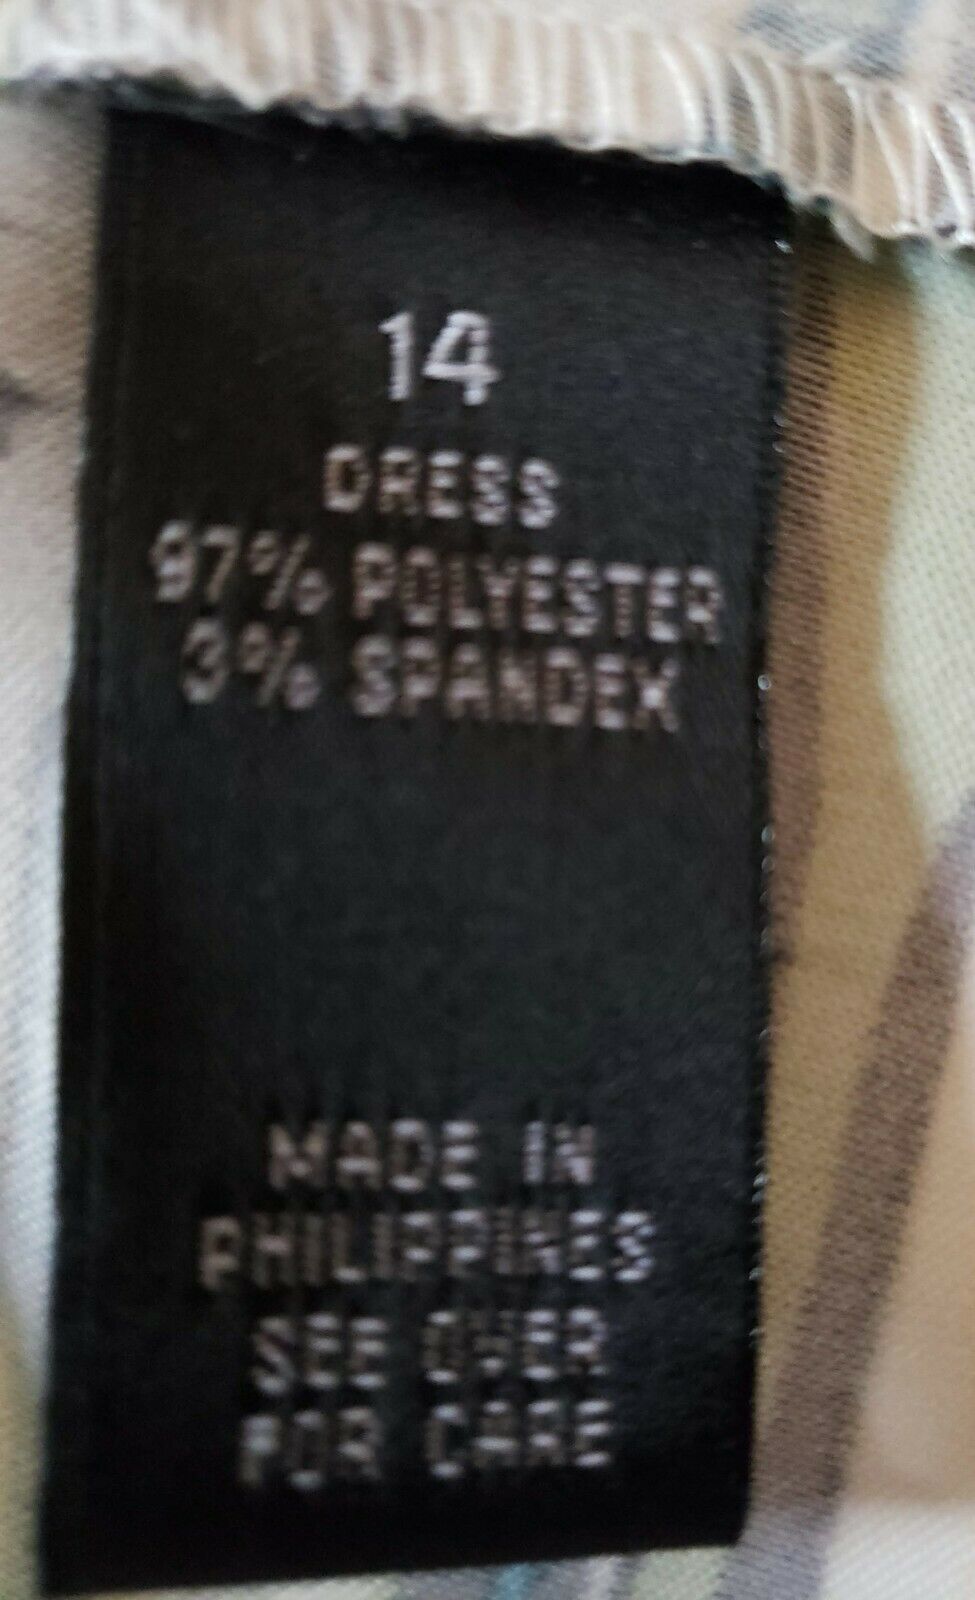 14
DRESS
97% POLYESTER
3% SPANDEX
MADE IN
PHILIPPINES
SEE OVER
FOR CARE